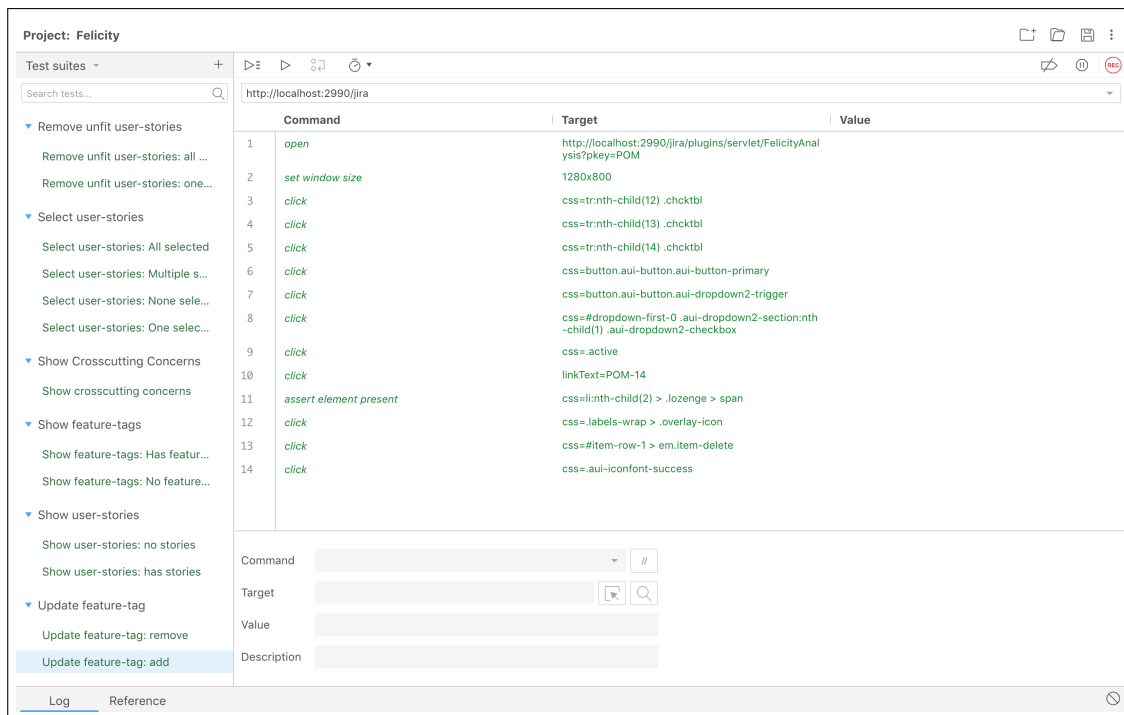 Project: Felicity
Test suites
+
Search tests...
Remove unfit user-stories
Remove unfit user-stories: all ...
Remove unfit user-stories: one...
Select user-stories
Select user-stories: All selected
Select user-stories: Multiple s...
Select user-stories: None sele...
Select user-stories: One selec...
Show Crosscutting Concerns
Show crosscutting concerns
Show feature-tags
Show feature-tags: Has featur...
Show feature-tags: No feature...
Show user-stories
Show user-stories: no stories
Show user-stories: has stories
Update feature-tag
Update feature-tag: remove
Update feature-tag: add
REC
http://localhost:2990/jira
Command Target Value
1 open http://localhost:2990/jira/plugins/servlet/FelicityAnal
ysis?pkey=POM
2 set window size 1280x800
3 click css=tr:nth-child(12) .chcktbl
4 click css=tr:nth-child(13) .chcktbl
5 click css=tr:nth-child(14) .chcktbl
6 click css=button.aui-button.aui-button-primary
7 click css=button.aui-button.aui-dropdown2-trigger
8 click css=#dropdown-first-0 .aui-dropdown2-section:nth
-child(1) .aui-dropdown2-checkbox
9 click css=.active
10 click linkText=POM-14
11 assert element present css=li:nth-child(2) > .lozenge > span
12 click css=.labels-wrap > .overlay-icon
13 click css=#item-row-1 > em.item-delete
14 click css=.aui-iconfont-success
Command //
Target
Value
Description
Log Reference